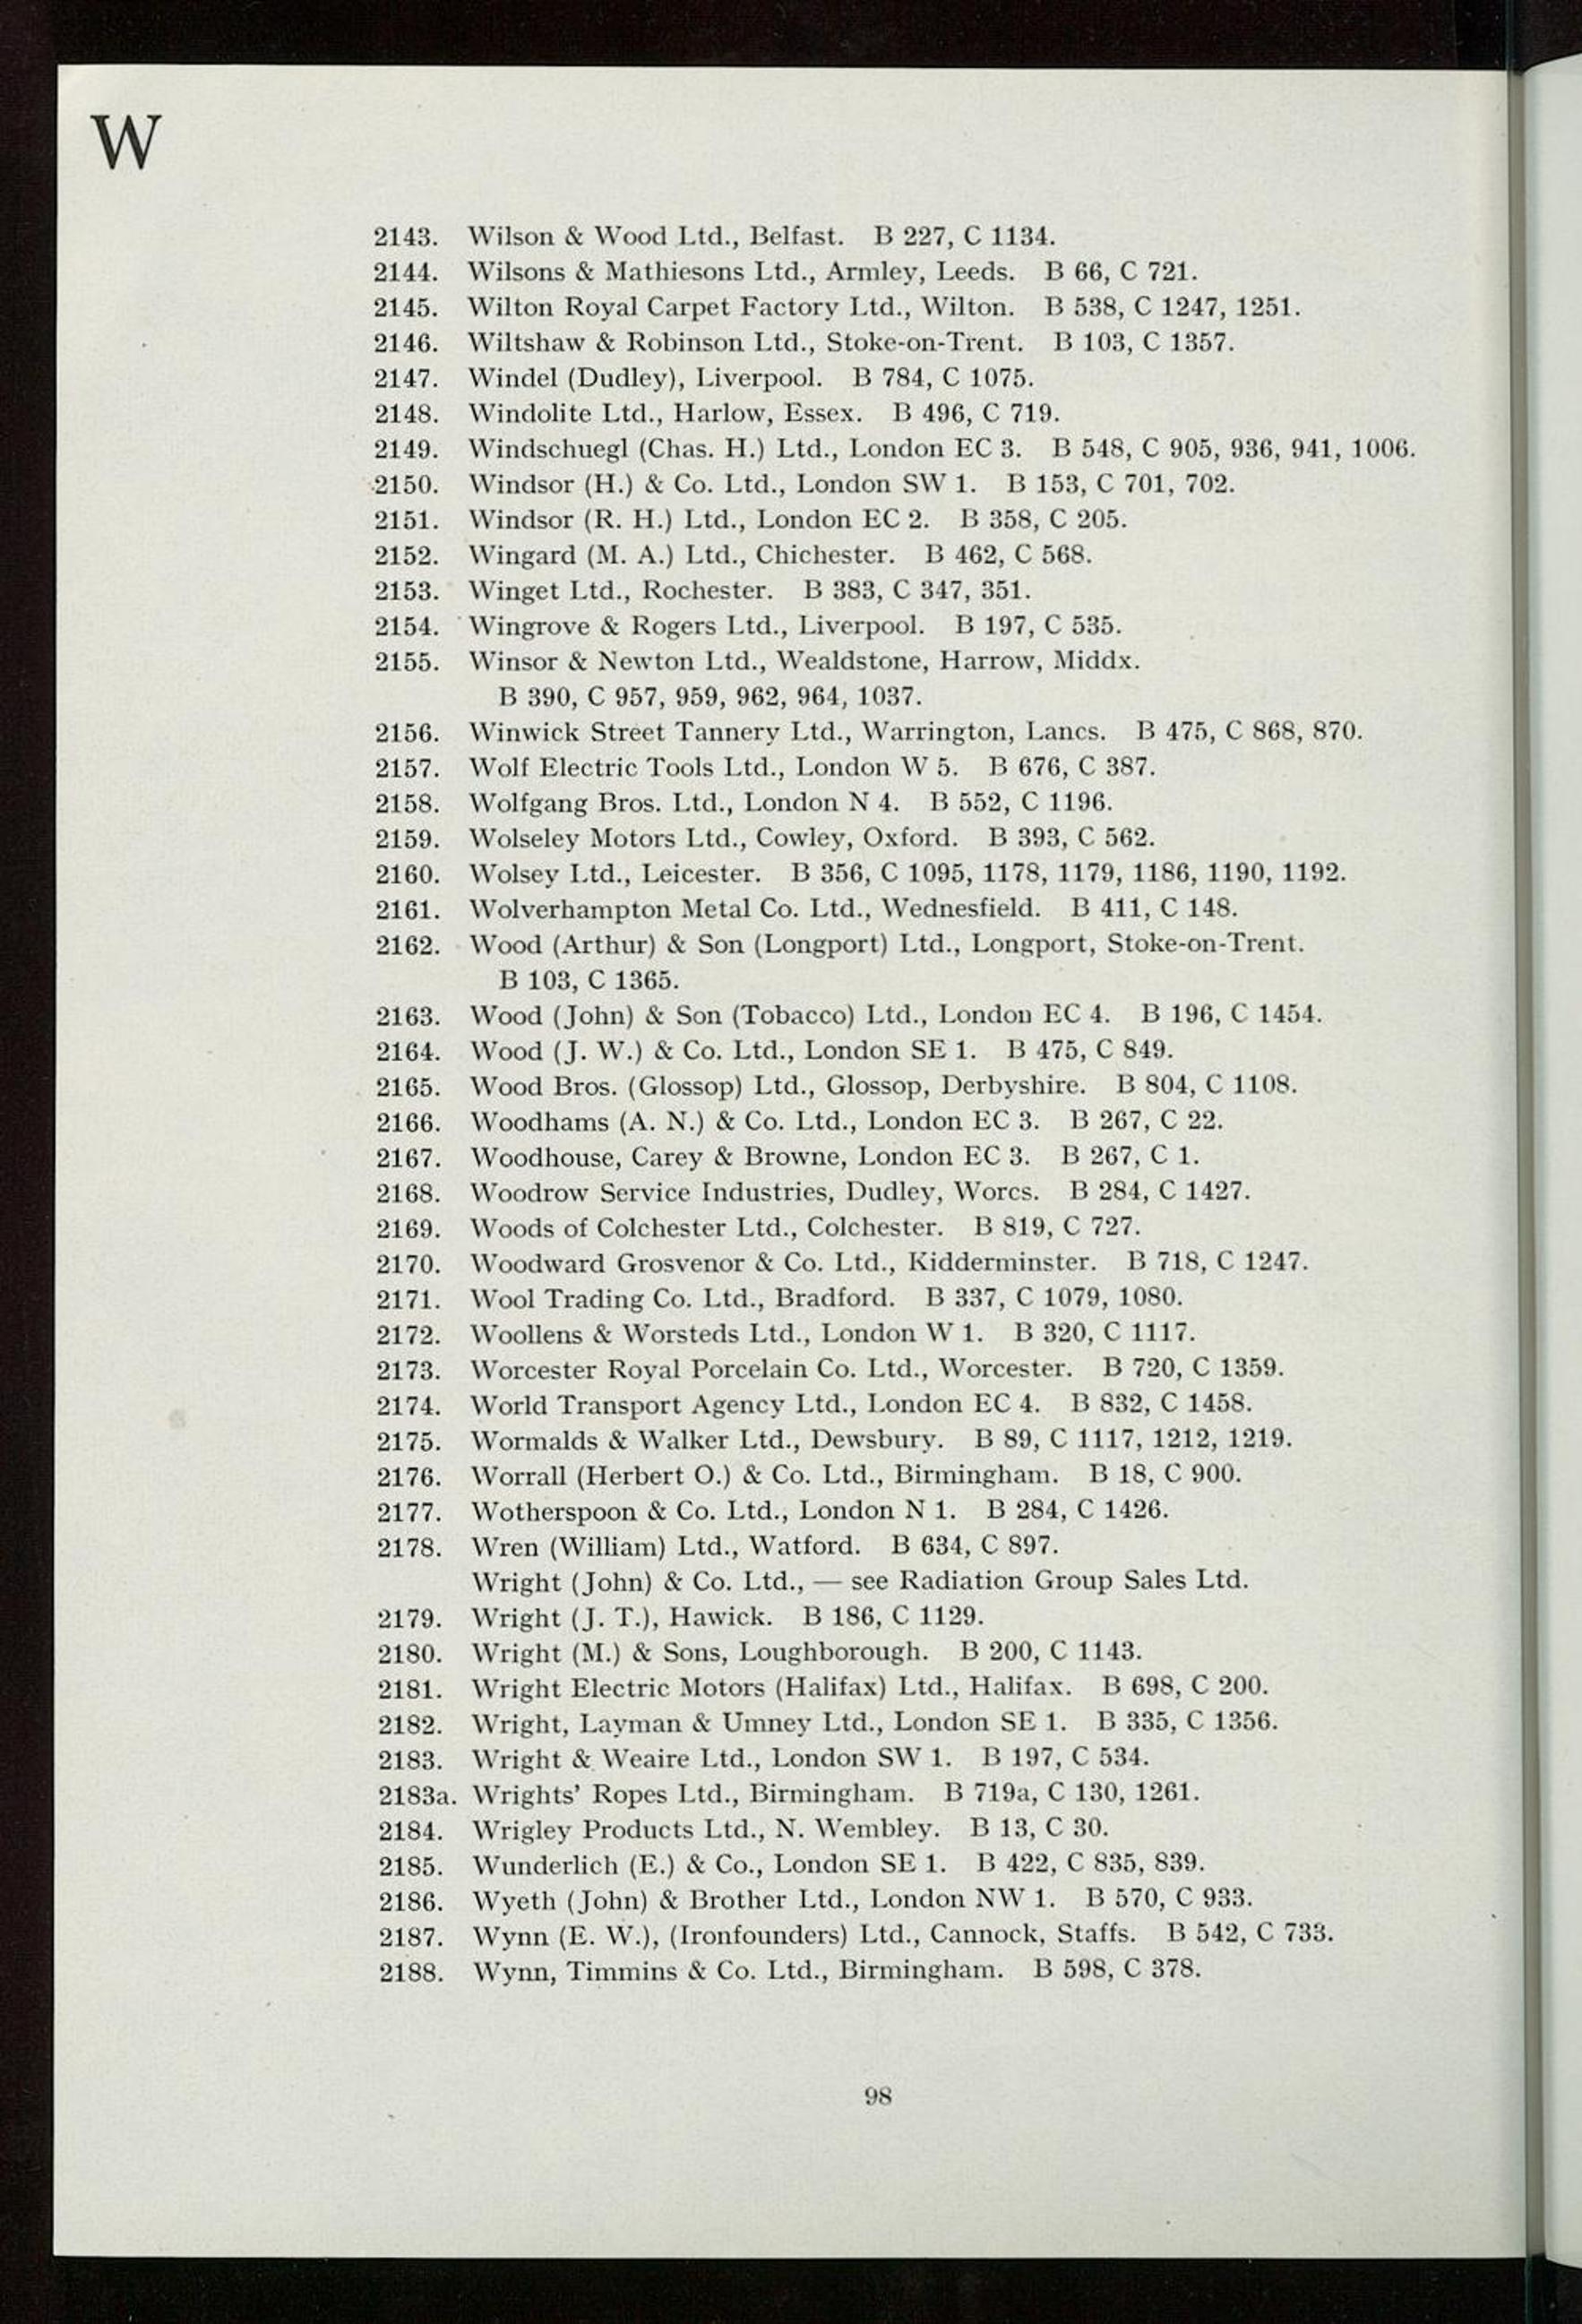 W
2143. Wilson & Wood Ltd., Belfast. B 227, C 1134.
2144. Wilsons & Mathiesons Ltd., Armley, Leeds. B 66, C 721.
2145. Wilton Royal Carpet Factory Ltd., Wilton. B 538, C 1247, 1251.
2146. Wiltshaw & Robinson Ltd., Stoke-on-Trent. B 103, C 1357.
2147. Windel (Dudley), Liverpool. B 784, C 1075.
2148. Windolite Ltd., Harlow, Essex. B 496, C 719.
2149. Windschuegl (Chas. H.) Ltd., London EC 3. B 548, C 905, 936, 941, 1006.
2150. Windsor (H.) & Co. Ltd., London SW 1. B 153, C 701, 702.
2151. Windsor (R. H.) Ltd., London EC 2. B 358, C 205.
2152. Wingard (M. A.) Ltd., Chichester. B 462, C 568.
2153. Winget Ltd., Rochester. B 383, C 347, 351.
2154. Wingrove & Rogers Ltd., Liverpool. B 197, C 535.
2155. Winsor & Newton Ltd., Wealdstone, Harrow, Middx.
B 390, C 957, 959, 962, 964, 1037.
2156. Winwick Street Tannery Ltd., Warrington, Lancs. B 475, C 868, 870.
2157. Wolf Electric Tools Ltd., London W 5. B 676, C 387.
2158. Wolfgang Bros. Ltd., London N 4. B 552, C 1196.
2159. Wolseley Motors Ltd., Cowley, Oxford. B 393, C 562.
2160. Wolsey Ltd., Leicester. B 356, C 1095, 1178, 1179, 1186, 1190, 1192.
2161. Wolverhampton Metal Co. Ltd., Wednesfield. B 411, C 148.
2162. Wood (Arthur) & Son (Longport) Ltd., Longport, Stoke-on-Trent.
B 103, C 1365.
2163. Wood (John) & Son (Tobacco) Ltd., London EC 4. B 196, C 1454.
2164. Wood (J. W.) & Co. Ltd., London SE 1. B 475, C 849.
2165. Wood Bros. (Glossop) Ltd., Glossop, Derbyshire. B 804, C 1108.
2166. Woodhams (A. N.) & Co. Ltd., London EC 3. B 267, C 22.
2167. Woodhouse, Carey & Browne, London EC 3. B 267, C 1.
2168. Woodrow Service Industries, Dudley, Worcs. B 284, C 1427.
2169. Woods of Colchester Ltd., Colchester. B 819, C 727.
2170. Woodward Grosvenor & Co. Ltd., Kidderminster. B 718, C 1247.
2171. Wool Trading Co. Ltd., Bradford. B 337, C 1079, 1080.
2172. Woollens & Worsteds Ltd., London W 1. B 320, C 1117.
2173. Worcester Royal Porcelain Co. Ltd., Worcester. B 720, C 1359.
2174. World Transport Agency Ltd., London EC 4. B 832, C 1458.
2175. Wormalds & Walker Ltd., Dewsbury. B 89, C 1117, 1212, 1219.
2176. Worrall (Herbert O.) & Co. Ltd., Birmingham. B 18, C 900.
2177. Wotherspoon & Co. Ltd., London N 1. B 284, C 1426.
2178. Wren (William) Ltd., Watford. B 634, C 897.
Wright (John) & Co. Ltd., — see Radiation Group Sales Ltd.
2179. Wright (J. T.), Hawick. B 186, C 1129.
2180. Wright (M.) & Sons, Loughborough. B 200, C 1143.
2181. Wright Electric Motors (Halifax) Ltd., Halifax. B 698, C 200.
2182. Wright, Layman & Umney Ltd., London SE 1. B 335, C 1356.
2183. Wright & Weaire Ltd., London SW 1. B 197, C 534.
2183a. Wrights' Ropes Ltd., Birmingham. B 719a, C 130, 1261.
2184. Wrigley Products Ltd., N. Wembley. B 13, C 30.
2185. Wunderlich (E.) & Co., London SE 1. B 422, C 835, 839.
2186. Wyeth (John) & Brother Ltd., London NW 1. B 570, C 933.
2187. Wynn (E. W.), (Ironfounders) Ltd., Cannock, Staffs. B 542, C 733.
2188. Wynn, Timmins & Co. Ltd., Birmingham. B 598, C 378.
98